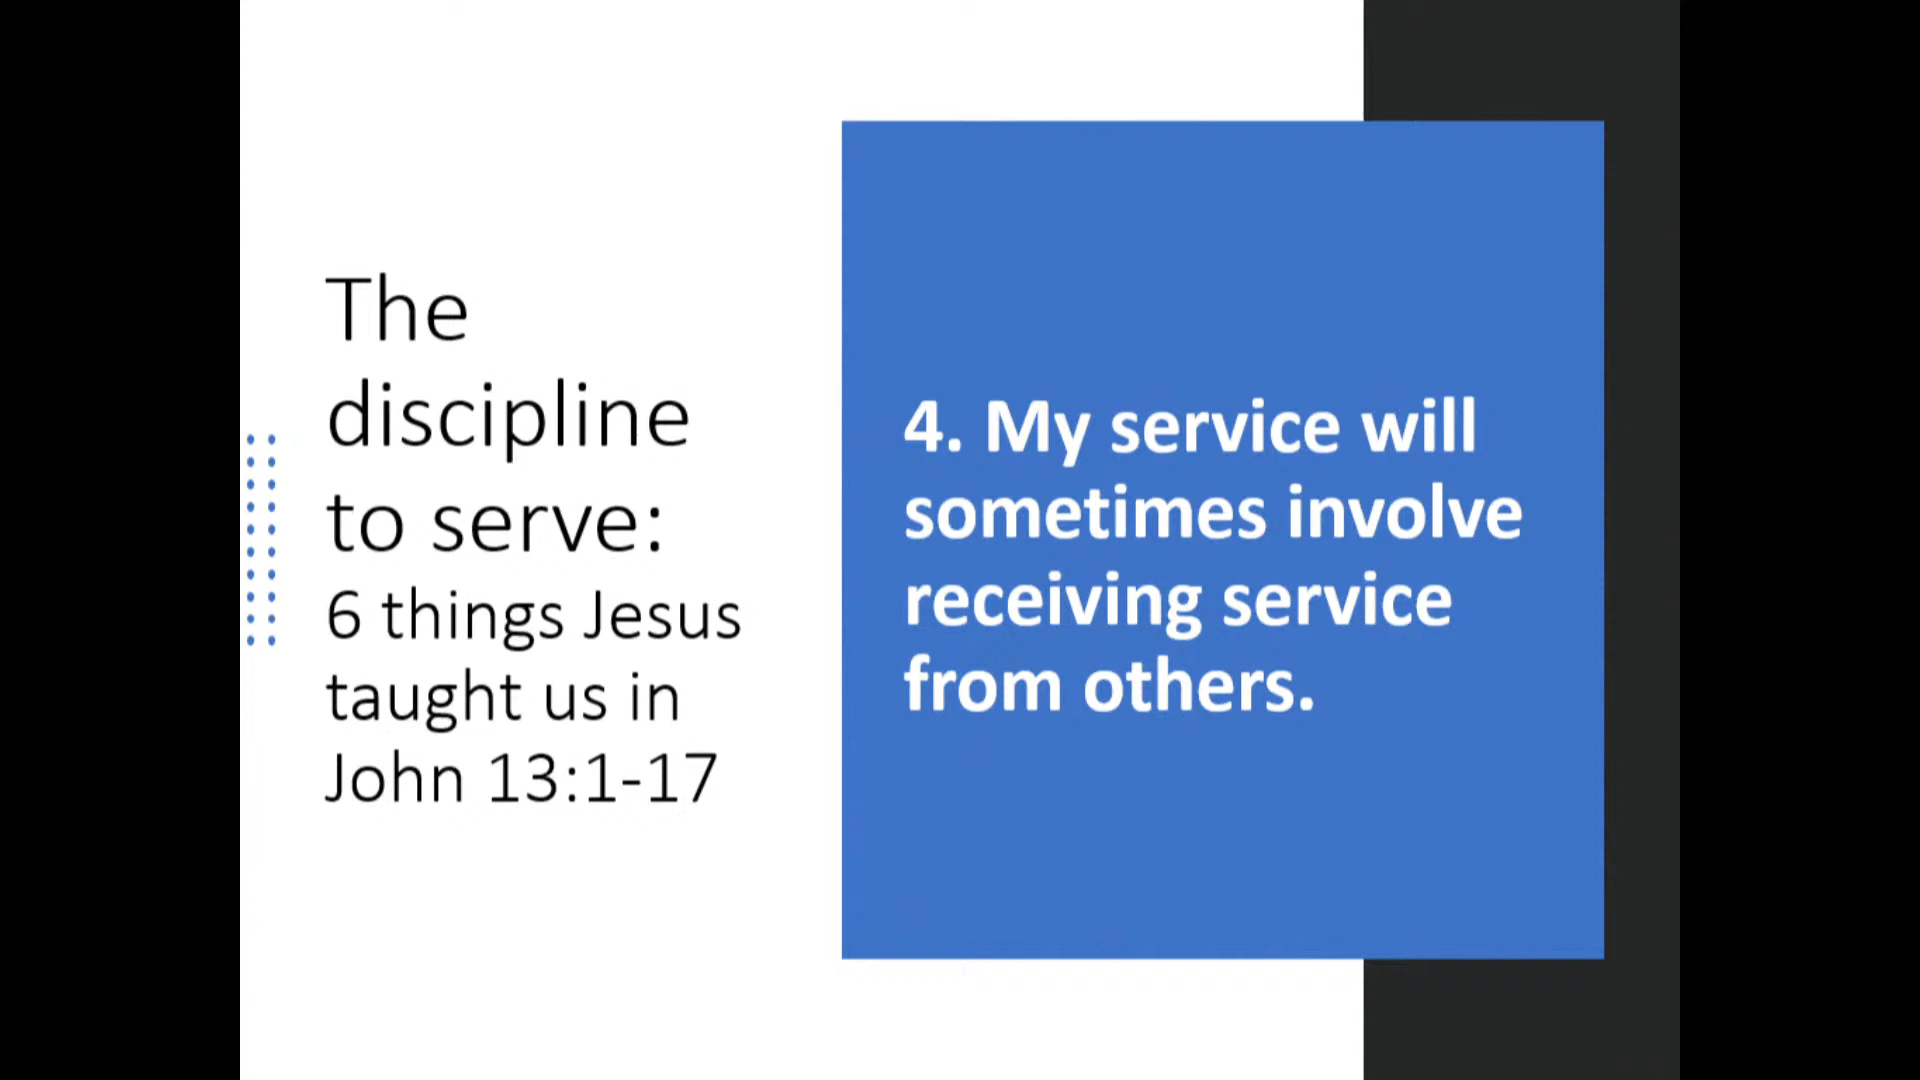 The
discipline
to serve:
6 things Jesus
taught us in
John 13:1-17
4. My service will
sometimes involve
receiving service
from others.